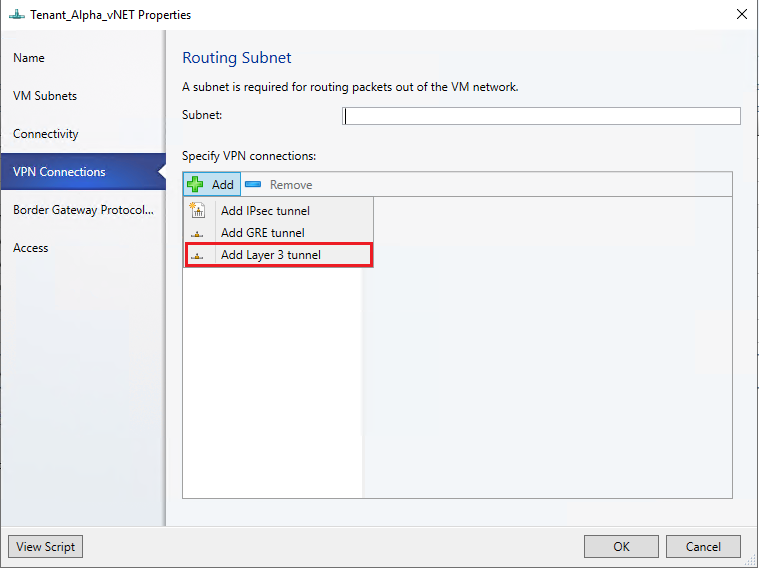 Tenant_Alpha_vNET Properties
Name
VM Subnets
Connectivity
VPN Connections
Border Gateway Protocol...
Access
Routing Subnet
A subnet is required for routing packets out of the VM network.
Subnet:
Specify VPN connections:
Add Remove
Add IPsec tunnel
Add GRE tunnel
Add Layer 3 tunnel
View Script OK Cancel